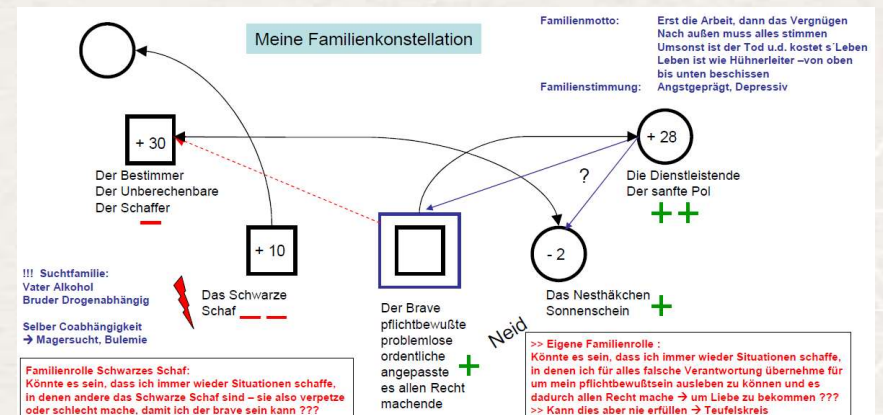 Meine Familienkonstellation
Familienmotto: Erst die Arbeit, dann das Vergnügen
Nach außen muss alles stimmen
Umsonst ist der Tod u.d. kostet s´Leben
Leben ist wie Hühnerleiter –von oben
bis unten beschissen
Familienstimmung: Angstgeprägt, Depressiv
+ 30
Der Bestimmer
Der Unberechenbare
Der Schaffer
–
+ 28
?
Die Dienstleistende
Der sanfte Pol
++
+ 10
Das Schwarze
Schaf – –
- 2
Das Nesthäkchen
Sonnenschein +
!!! Suchtfamilie:
Vater Alkohol
Bruder Drogenabhängig
Selber Coabhängigkeit
→ Magersucht, Bulemie
Der Brave
pflichtbewußte
problemlose
ordentliche
angepasste +
es allen Recht
machende
Neid
Familienrolle Schwarzes Schaf:
Könnte es sein, dass ich immer wieder Situationen schaffe,
in denen andere das Schwarze Schaf sind – sie also verpetze
oder schlecht mache, damit ich der brave sein kann ???
>> Eigene Familienrolle :
Könnte es sein, dass ich immer wieder Situationen schaffe,
in denen ich für alles falsche Verantwortung übernehme für
um mein pflichtbewußtsein ausleben zu können und es
dadurch allen Recht mache → um Liebe zu bekommen ???
>> Kann dies aber nie erfüllen → Teufelskreis